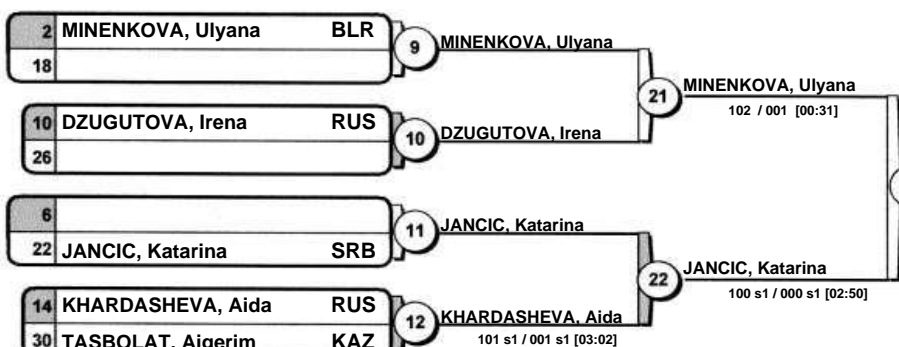 2 MINENKOVA, Ulyana BLR
18
9 MINENKOVA, Ulyana
10 DZUGUTOVA, Irena RUS
26
10 DZUGUTOVA, Irena
21 MINENKOVA, Ulyana
102 / 001 [00:31]
6
22 JANCIC, Katarina SRB
11 JANCIC, Katarina
14 KHARDASHEVA, Aida RUS
30 TASBOLAT, Aigerim KAZ
12 KHARDASHEVA, Aida
101 s1 / 001 s1 [03:02]
22 JANCIC, Katarina
100 s1 / 000 s1 [02:50]